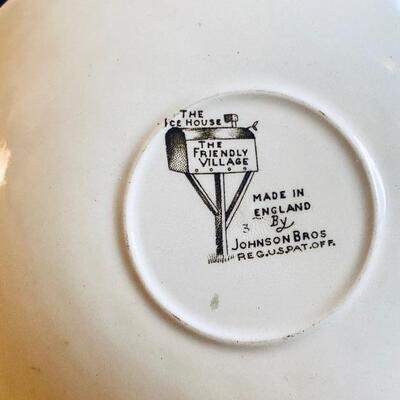 THE
ICE HOUSE
THE
FRIENDLY
VILLAGE
MADE IN
ENGLAND
3 By
JOHNSON BROS
REG.U.S.PAT.OFF.